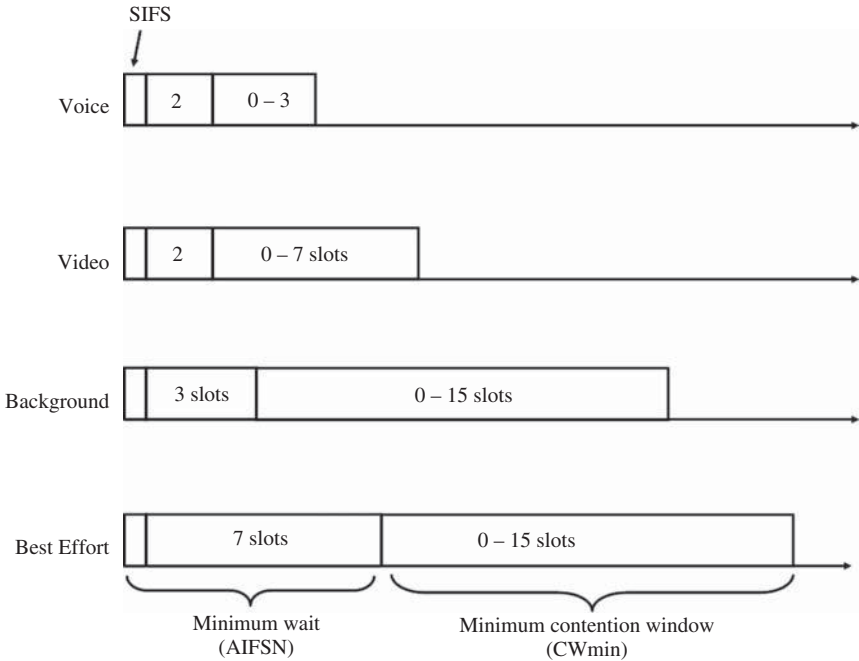 SIFS
Voice
2
0 – 3
Video
2
0 – 7 slots
Background
3 slots
0 – 15 slots
Best Effort
7 slots
0 – 15 slots
Minimum wait
(AIFSN)
Minimum contention window
(CWmin)